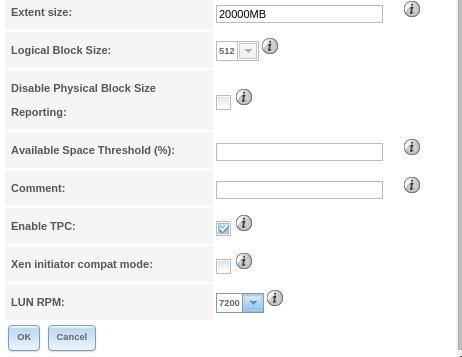 Extent size: 20000MB
Logical Block Size: 512
Disable Physical Block Size
Reporting:
Available Space Threshold (%):
Comment:
Enable TPC:
Xen initiator compat mode:
LUN RPM: 7200
OK Cancel